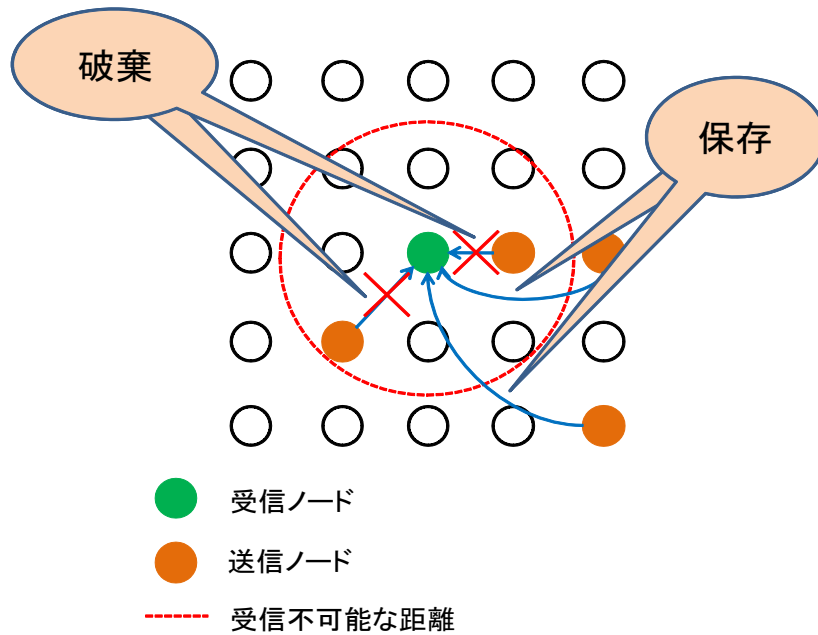 破棄
保存
受信ノード
送信ノード
受信不可能な距離